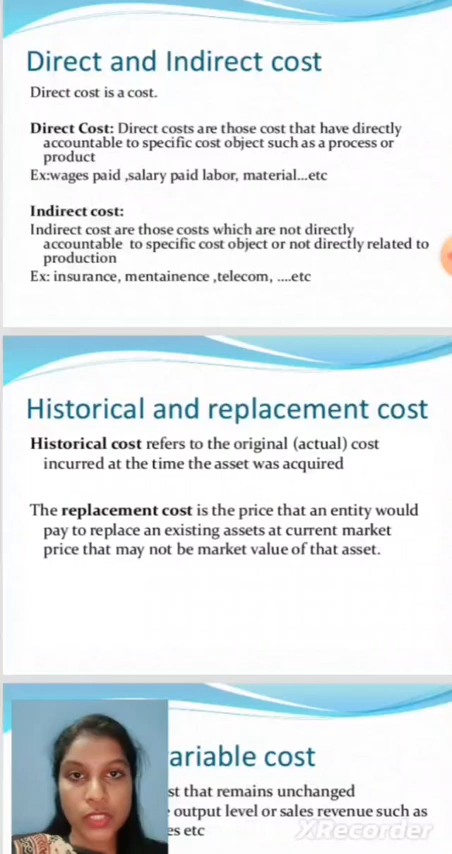 Direct and Indirect cost
Direct cost is a cost.
Direct Cost: Direct costs are those cost that have directly
accountable to specific cost object such as a process or
product
Ex:wages paid ,salary paid labor, material...etc
Indirect cost:
Indirect cost are those costs which are not directly
accountable to specific cost object or not directly related to
production
Ex: insurance, mentainence ,telecom, ....etc
Historical and replacement cost
Historical cost refers to the original (actual) cost
incurred at the time the asset was acquired
The replacement cost is the price that an entity would
pay to replace an existing assets at current market
price that may not be market value of that asset.
ariable cost
st that remains unchanged
output level or sales revenue such as
es etc
XRecorder